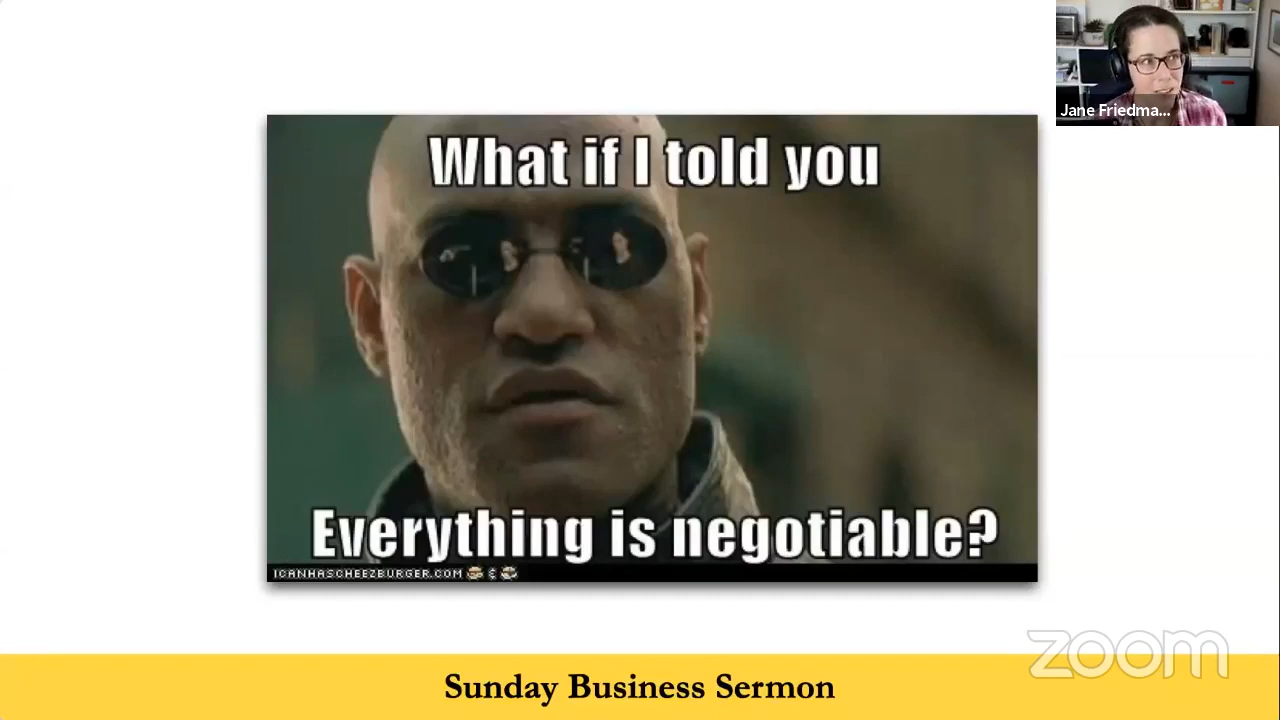 Jane Friedma...
What if I told you
Everything is negotiable?
ICANHASCHEEZBURGER.COM
zoom
Sunday Business Sermon